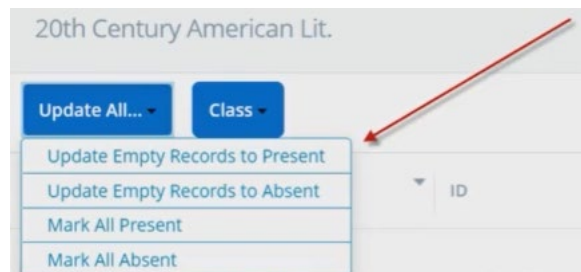 20th Century American Lit.
Update All...
Class
Update Empty Records to Present
Update Empty Records to Absent
Mark All Present
Mark All Absent
ID